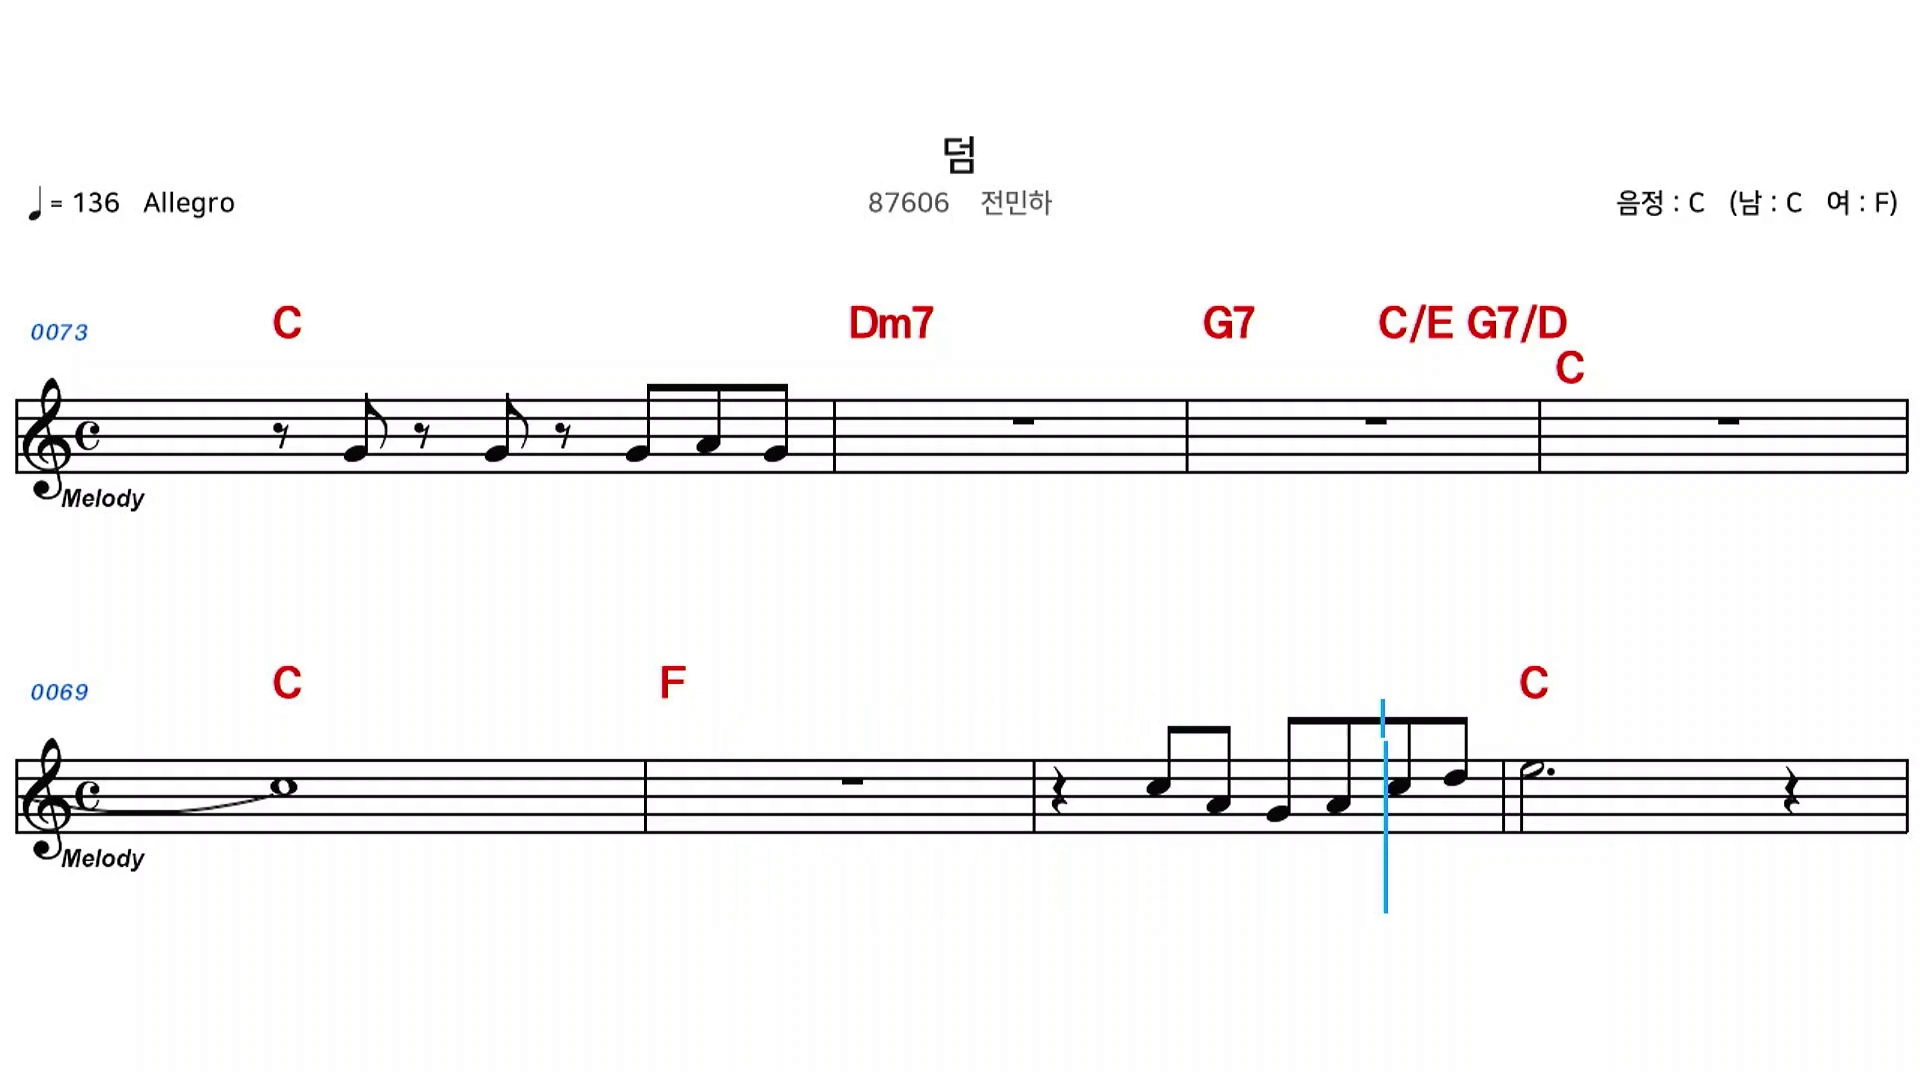 덤
♩= 136 Allegro 87606 전민하 음정 : C (남 : C 여 : F)
0073 C Dm7 G7 C/E G7/D
C
Melody
0069 C F C
Melody